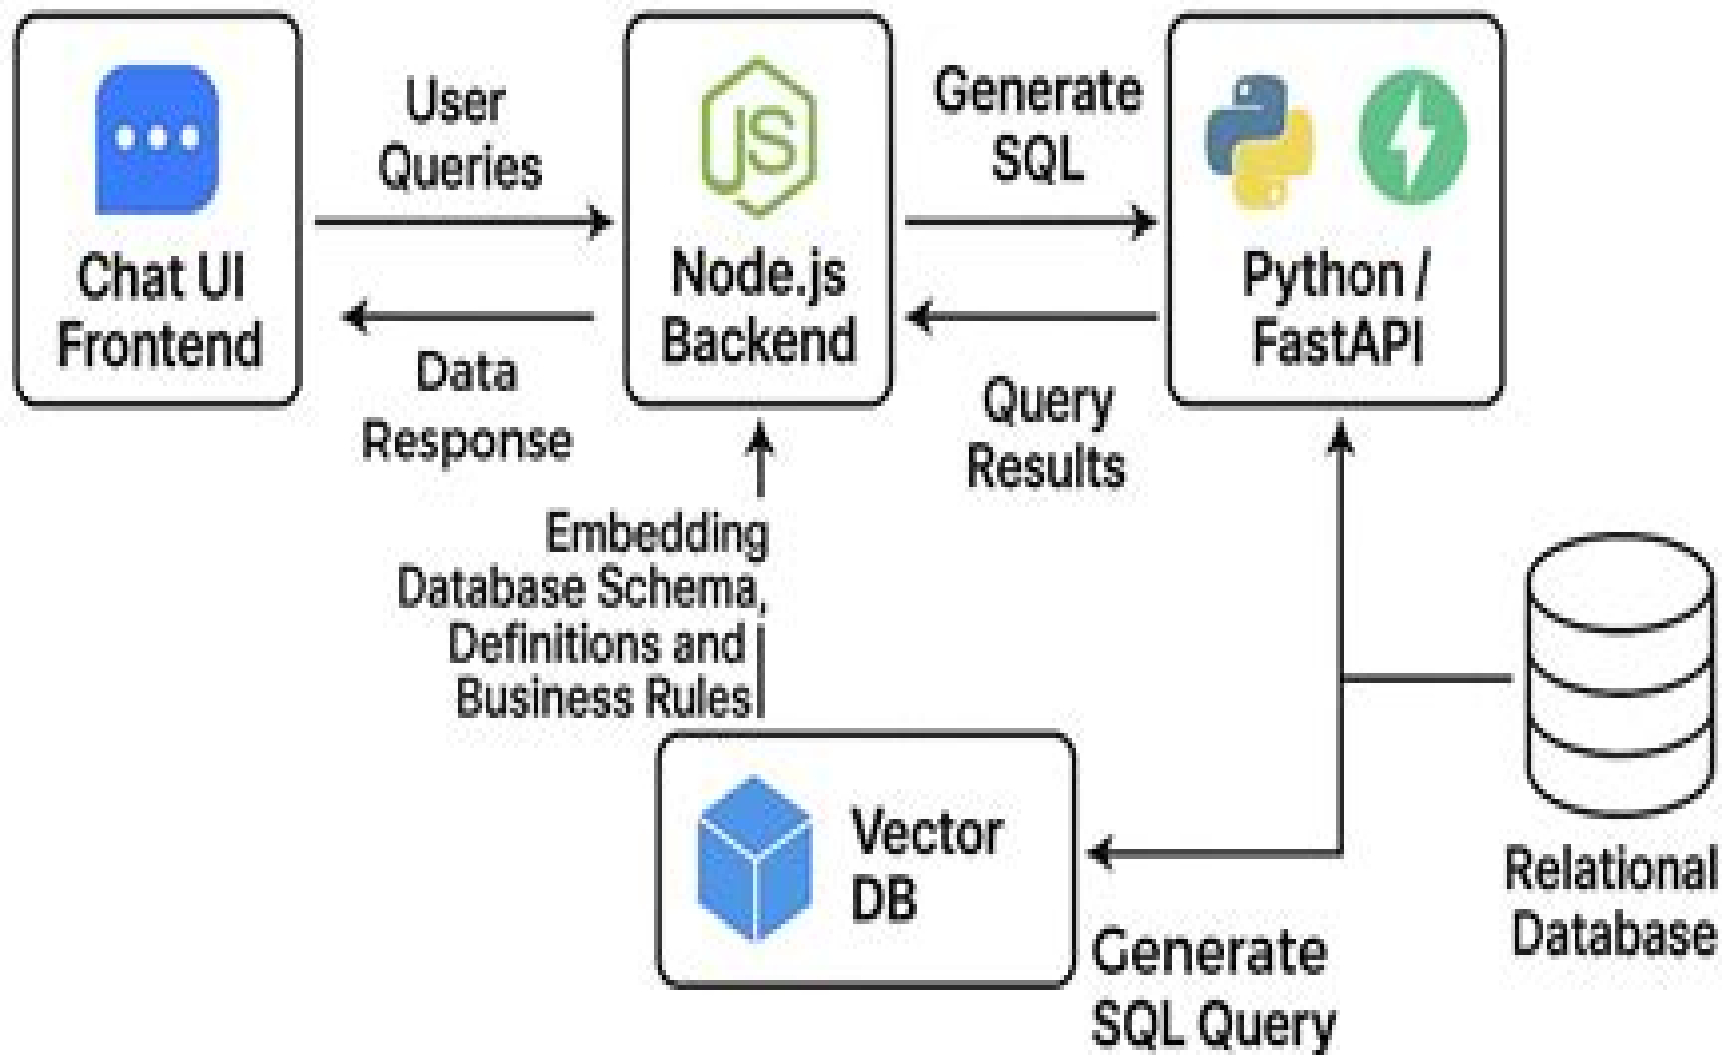 User
Queries
Generate
SQL
JS
Chat UI
Frontend
Node.js
Backend
Python /
FastAPI
Data
Response
Query
Results
Embedding
Database Schema,
Definitions and
Business Rules
Vector
DB
Relational
Database
Generate
SQL Query